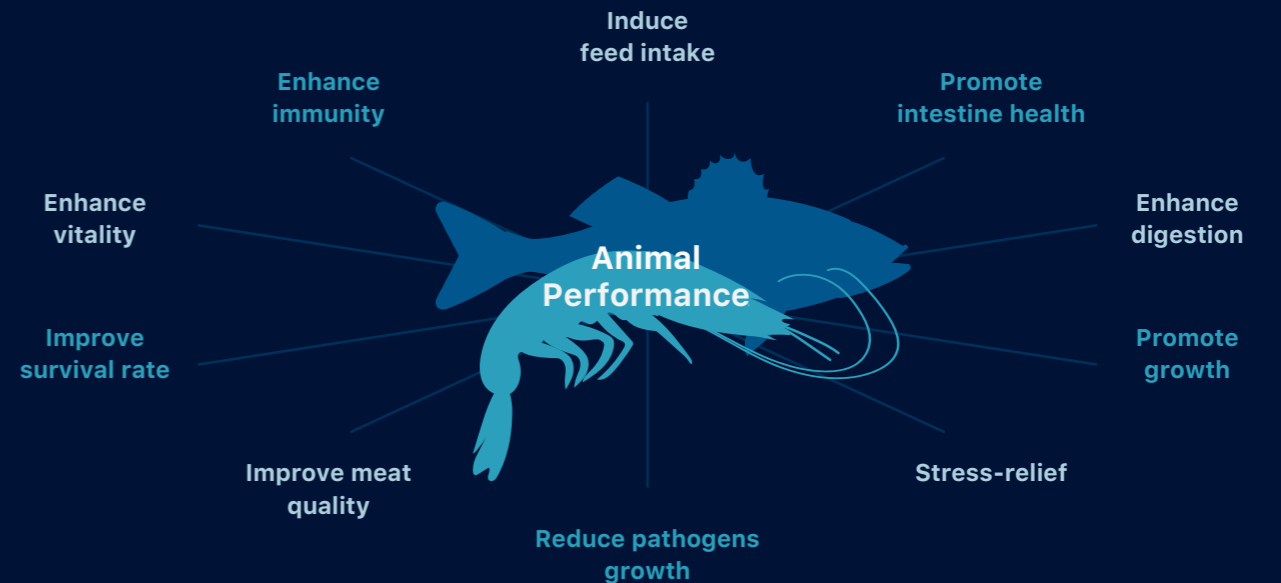 Induce
feed intake
Enhance
immunity
Promote
intestine health
Enhance
vitality
Enhance
digestion
Animal
Performance
Improve
survival rate
Promote
growth
Improve meat
quality
Stress-relief
Reduce pathogens
growth